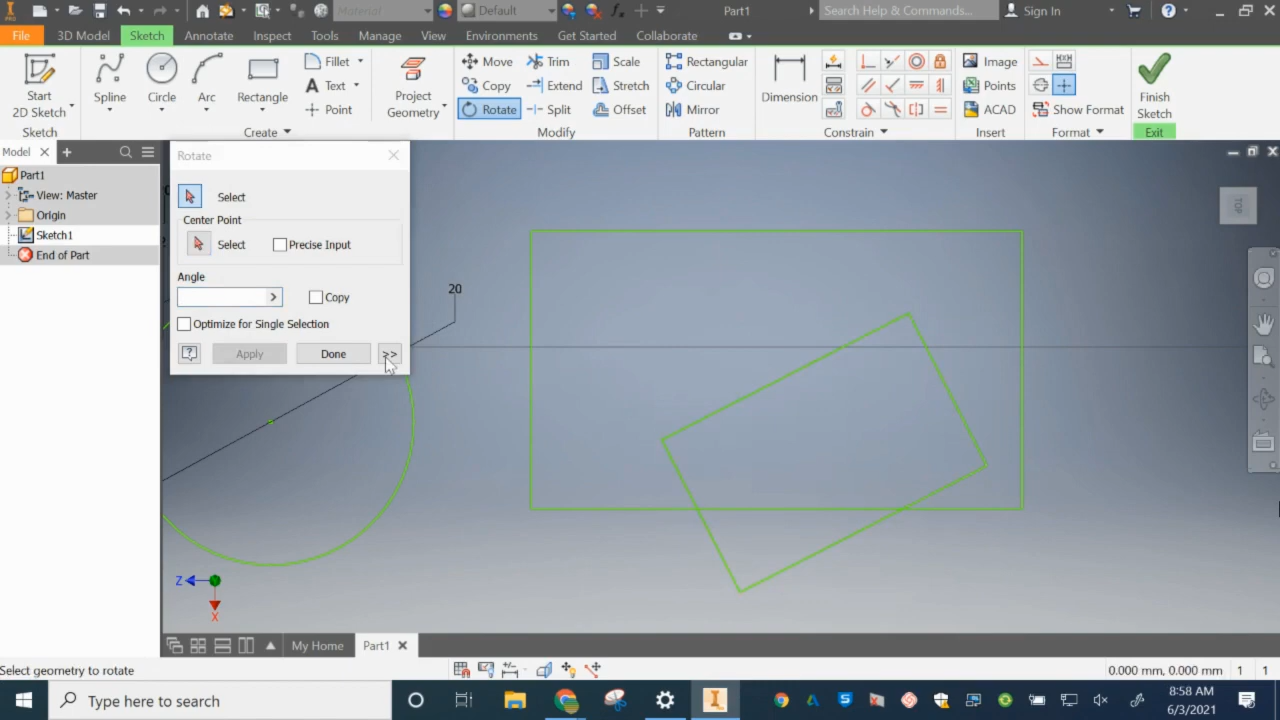 Material
Default
Part1
Search Help & Commands...
Sign In
PRO
File
3D Model
Sketch
Annotate
Inspect
Tools
Manage
View
Environments
Get Started
Collaborate
Start
2D Sketch
Spline
Circle
Arc
Rectangle
Fillet
Text
Point
Project
Geometry
Move
Copy
Rotate
Trim
Extend
Split
Scale
Stretch
Offset
Rectangular
Circular
Mirror
Dimension
Image
Points
ACAD
Show Format
Finish
Sketch
Sketch
Create
Modify
Pattern
Constrain
Insert
Format
Exit
Model
Part1
View: Master
Origin
Sketch1
End of Part
Rotate
Select
Center Point
Select
Precise Input
Angle
Copy
Optimize for Single Selection
Apply
Done
>>
20
TOP
Z
X
My Home
Part1
Select geometry to rotate
0.000 mm, 0.000 mm
1
1
Type here to search
8:58 AM
6/3/2021